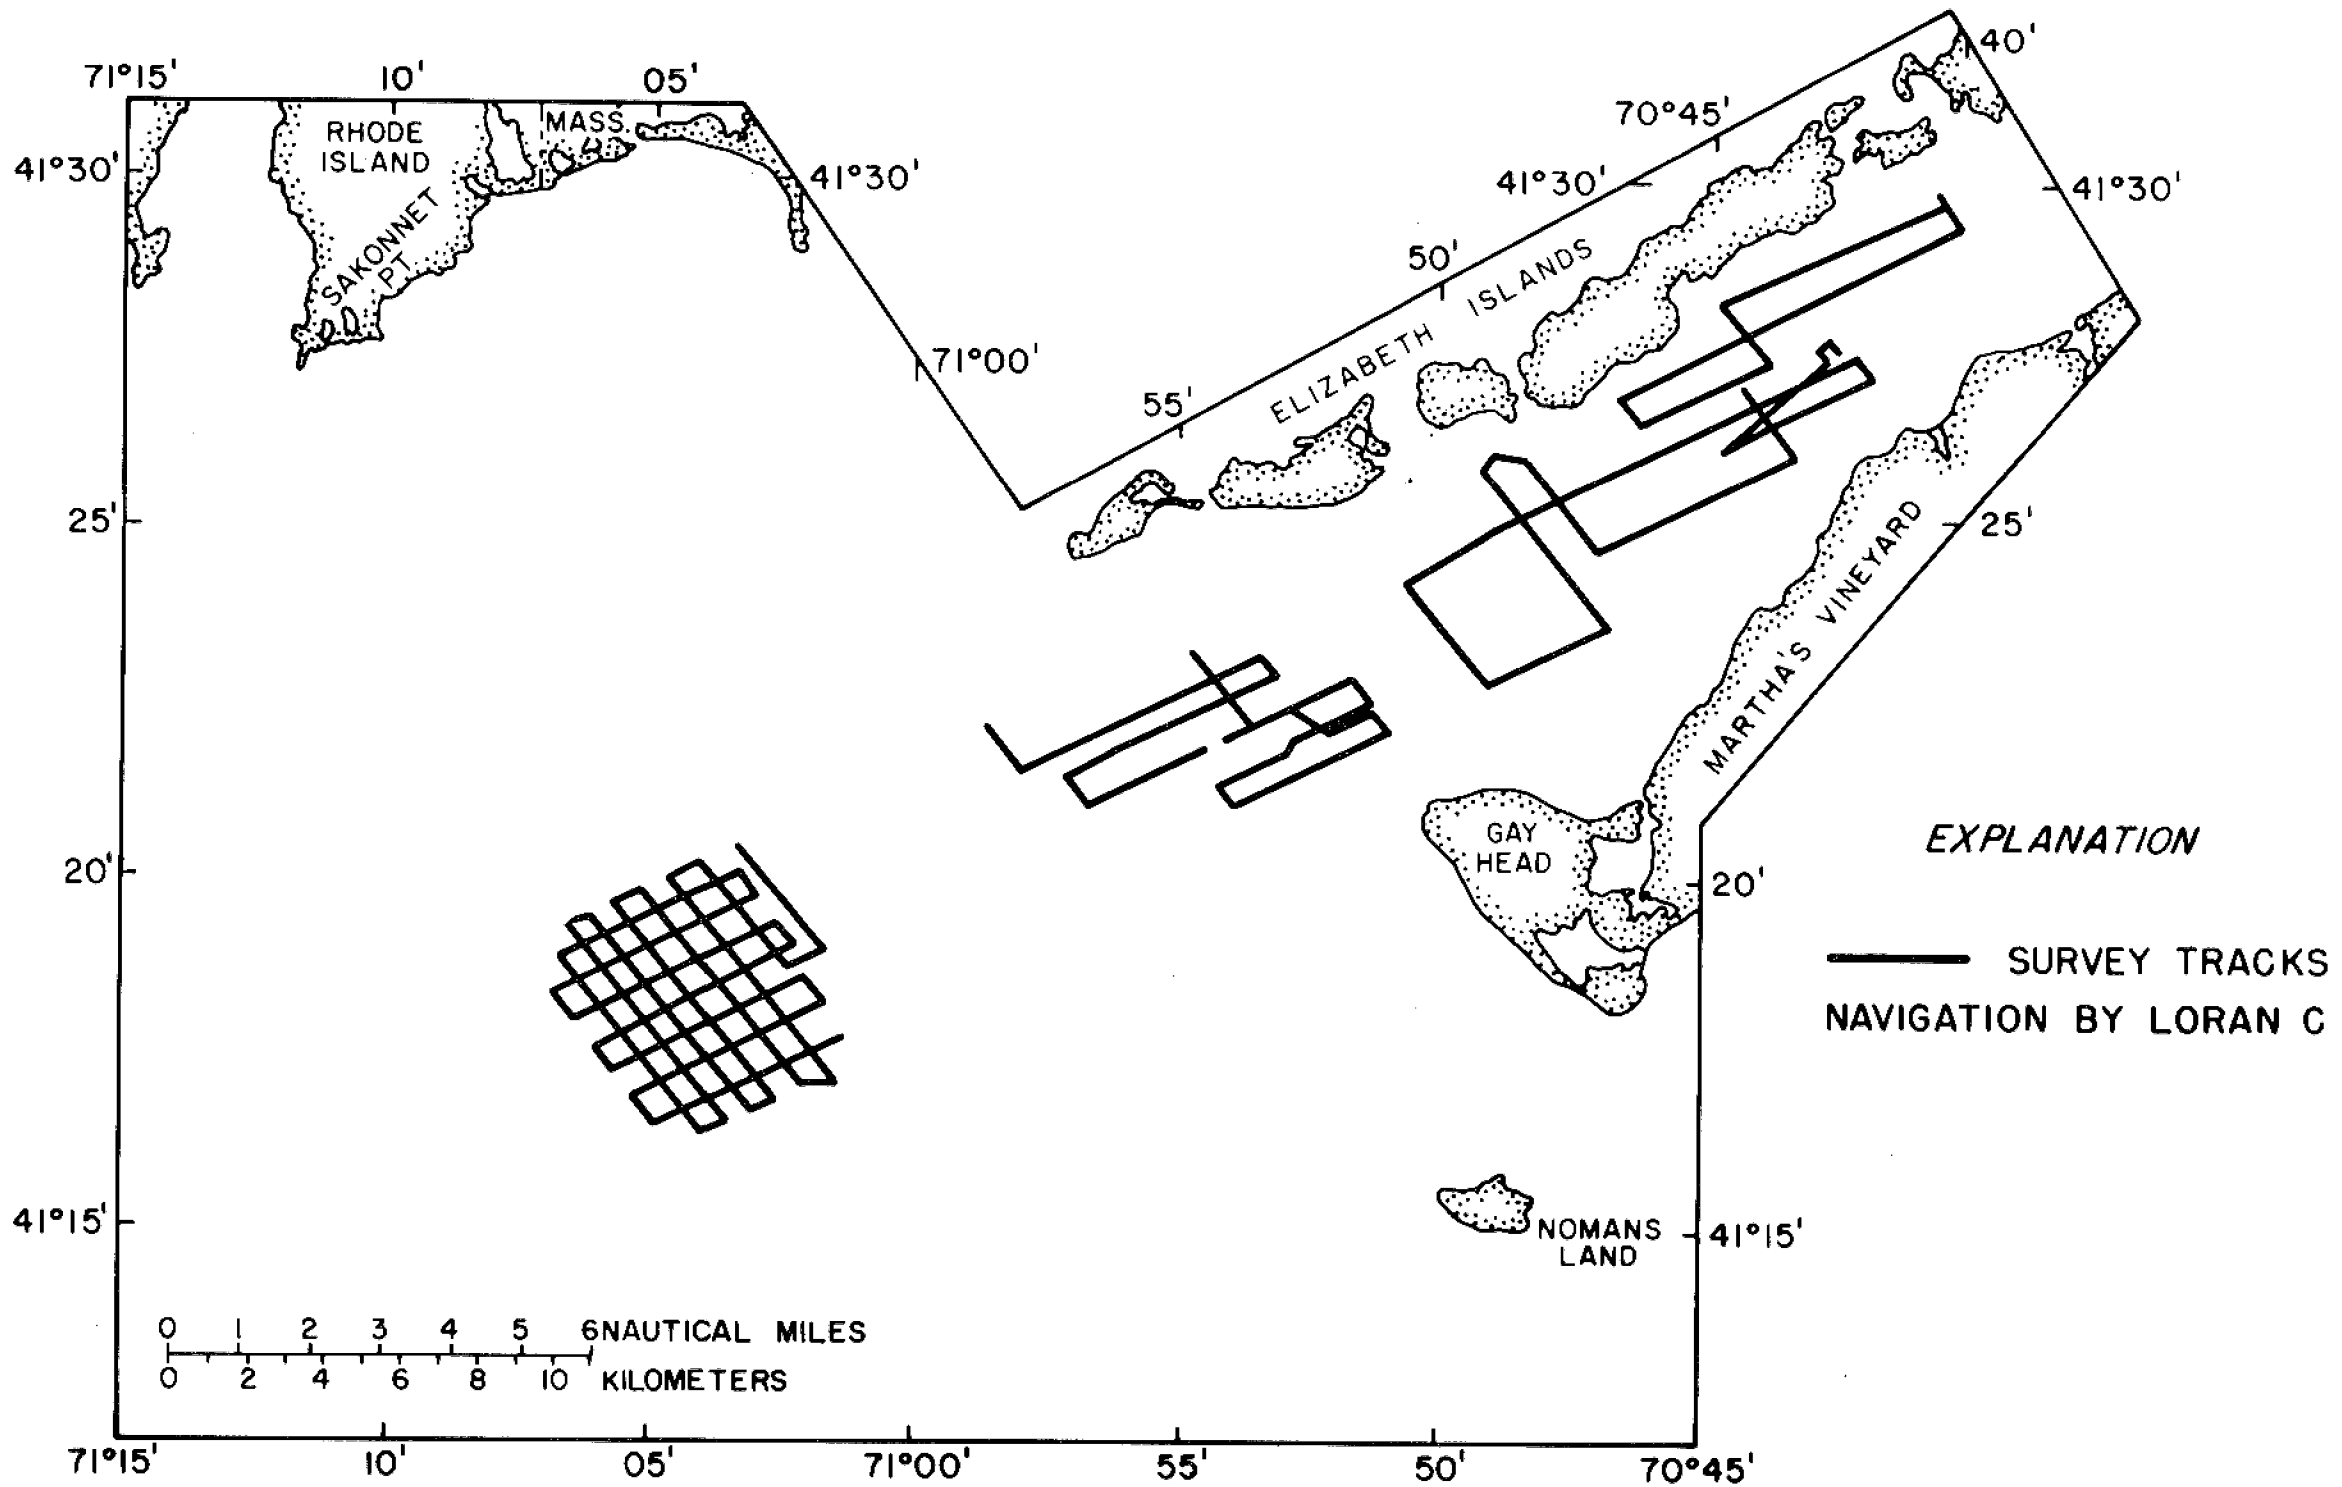 71°15' 10' 05'
40'
70°45'
RHODE
ISLAND
MASS.
41°30'
41°30'
41°30'
41°30'
SAKONNET
PT.
50'
ELIZABETH ISLANDS
71°00'
55'
25'
25'
MARTHA'S VINEYARD
GAY
HEAD
EXPLANATION
20'
20'
SURVEY TRACKS
NAVIGATION BY LORAN C
41°15'
NOMANS
LAND
41°15'
0 1 2 3 4 5 6 NAUTICAL MILES
0 2 4 6 8 10 KILOMETERS
71°15' 10' 05' 71°00' 55' 50' 70°45'